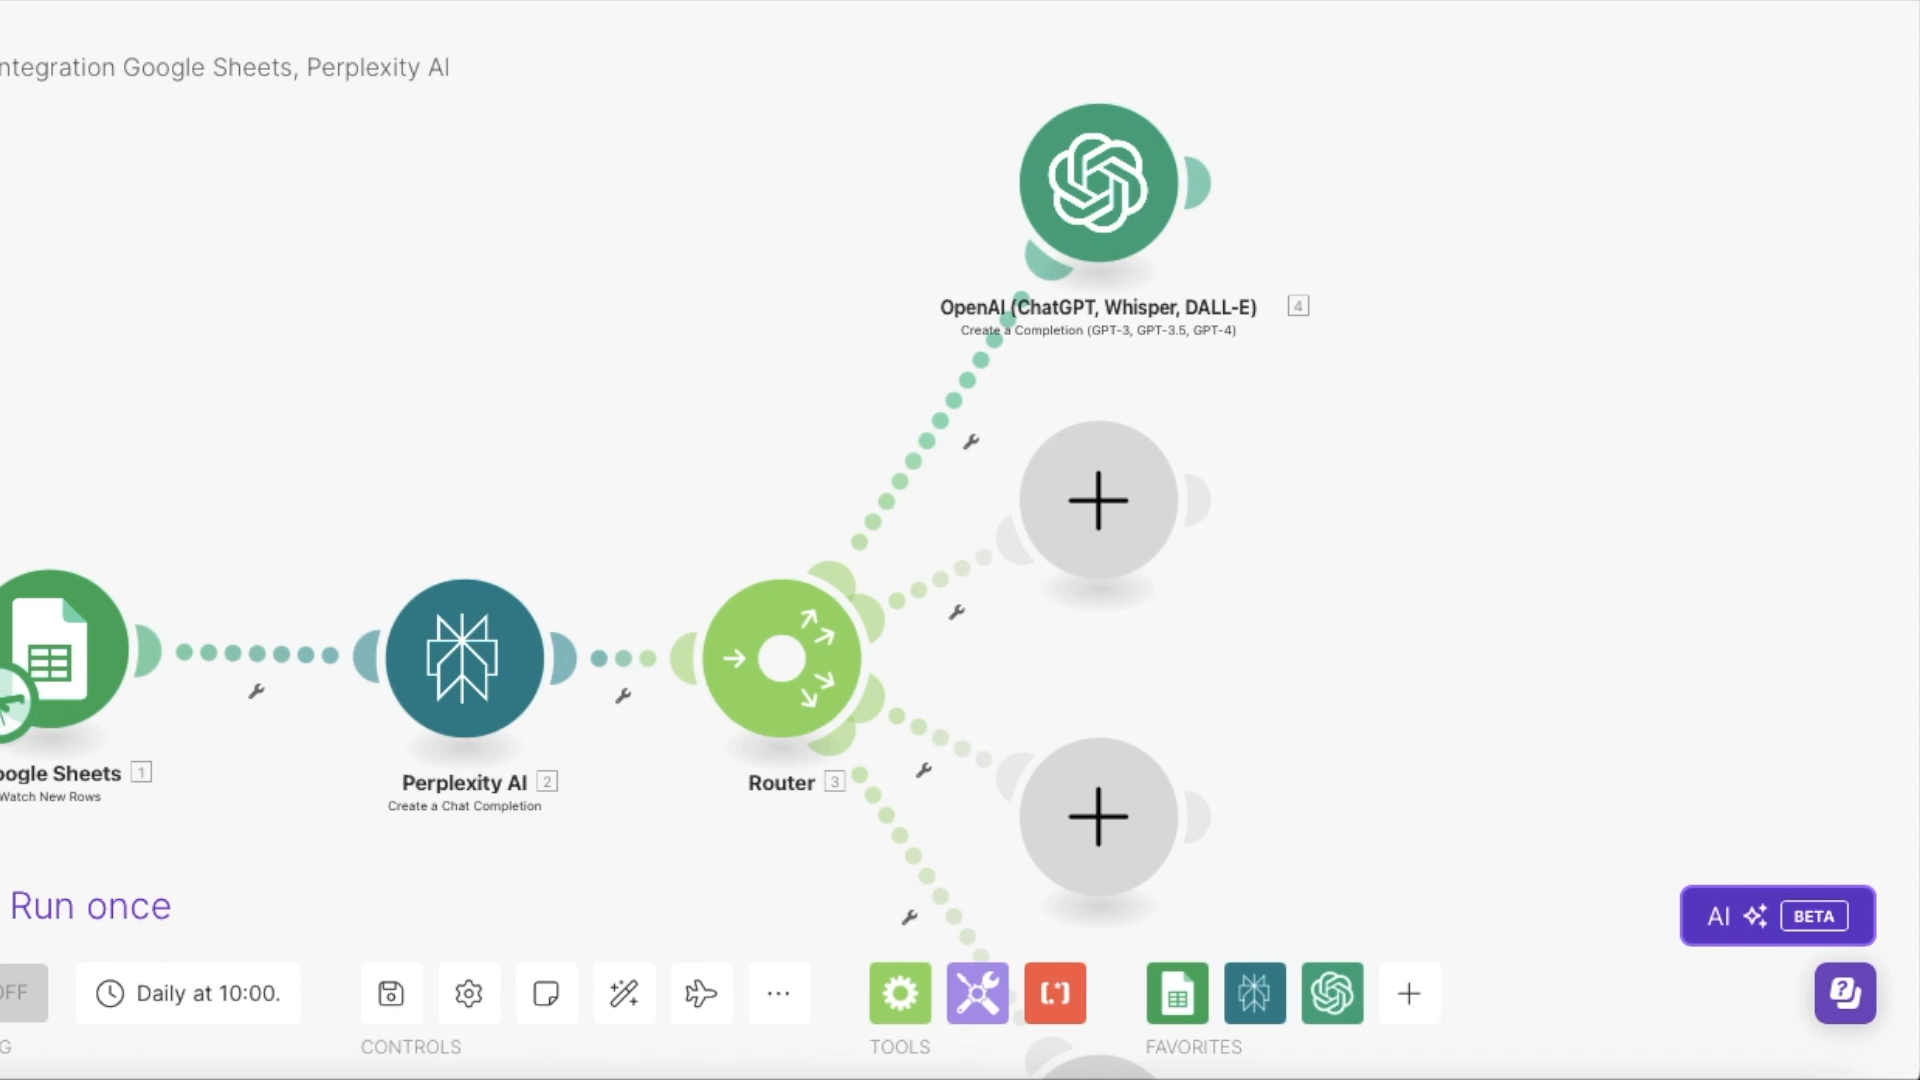 ntegration Google Sheets, Perplexity AI
OpenAI (ChatGPT, Whisper, DALL-E) 4
Create a Completion (GPT-3, GPT-3.5, GPT-4)
oogle Sheets 1
Watch New Rows
Perplexity AI 2
Create a Chat Completion
Router 3
Run once
AI BETA
OFF
Daily at 10:00.
[.*]
?
G
CONTROLS
TOOLS
FAVORITES